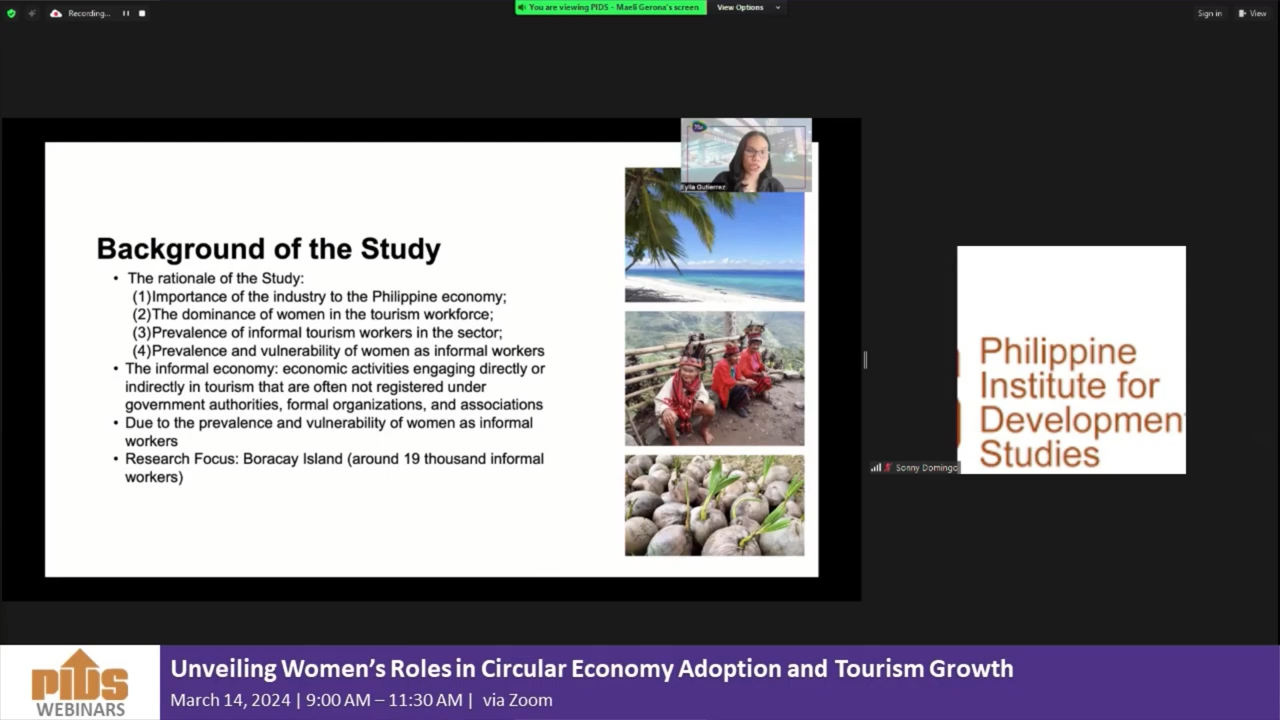 Recording...
You are viewing PIDS - Maeli Gerona's screen
View Options
Sign in
View
Eylla Gutierrez
Background of the Study
• The rationale of the Study:
(1)Importance of the industry to the Philippine economy;
(2)The dominance of women in the tourism workforce;
(3)Prevalence of informal tourism workers in the sector;
(4)Prevalence and vulnerability of women as informal workers
• The informal economy: economic activities engaging directly or
indirectly in tourism that are often not registered under
government authorities, formal organizations, and associations
• Due to the prevalence and vulnerability of women as informal
workers
• Research Focus: Boracay Island (around 19 thousand informal
workers)
Philippine
Institute for
Development
Studies
Sonny Domingo
PIDS
WEBINARS
Unveiling Women's Roles in Circular Economy Adoption and Tourism Growth
March 14, 2024 | 9:00 AM – 11:30 AM | via Zoom